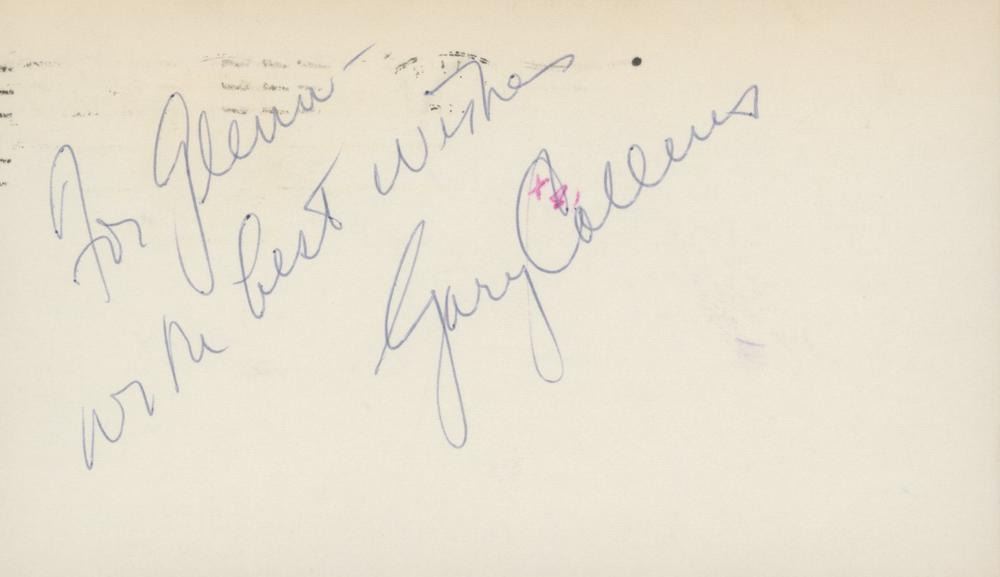 For Glenn -
with best wishes
Gary Collins